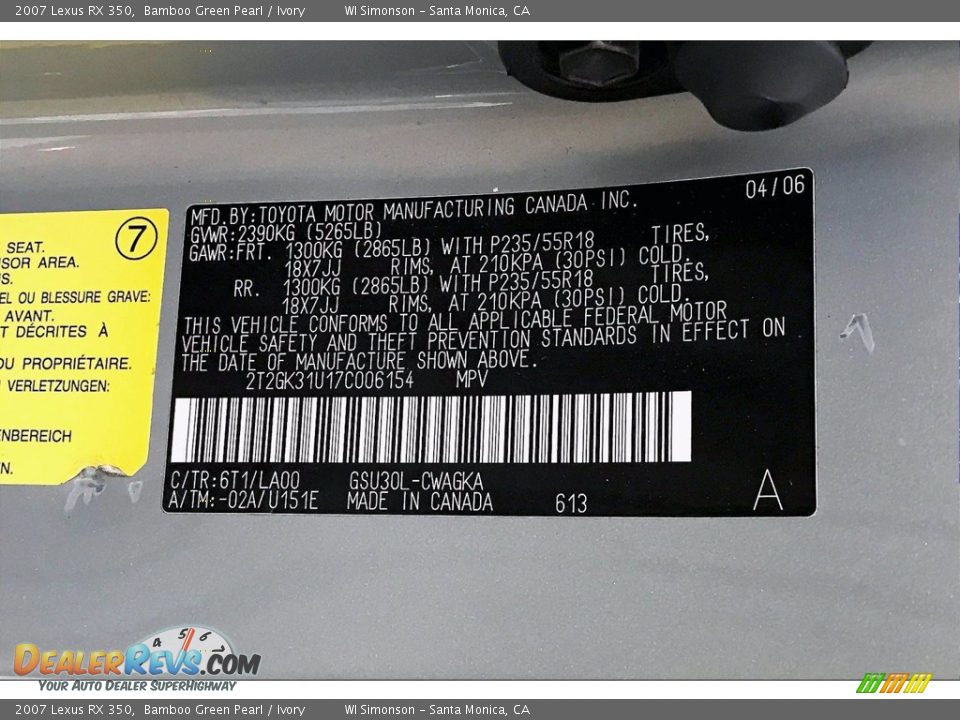 2007 Lexus RX 350, Bamboo Green Pearl / Ivory WI Simonson - Santa Monica, CA
7
SEAT.
SOR AREA.
S.
EL OU BLESSURE GRAVE:
AVANT.
T DÉCRITES À
DU PROPRIÉTAIRE.
VERLETZUNGEN:
ENBEREICH
N.
04/06
MFD. BY: TOYOTA MOTOR MANUFACTURING CANADA INC.
GVWR: 2390KG (5265LB)
GAWR: FRT. 1300KG (2865LB) WITH P235/55R18 TIRES,
18X7JJ RIMS, AT 210KPA (30PSI) COLD.
RR. 1300KG (2865LB) WITH P235/55R18 TIRES,
18X7JJ RIMS, AT 210KPA (30PSI) COLD.
THIS VEHICLE CONFORMS TO ALL APPLICABLE FEDERAL MOTOR
VEHICLE SAFETY AND THEFT PREVENTION STANDARDS IN EFFECT ON
THE DATE OF MANUFACTURE SHOWN ABOVE.
2T2GK31U17C006154 MPV
C/TR: 6T1/LA00 GSU30L-CWAGKA
A/TM: -02A/U151E MADE IN CANADA 613
A
4 5 6 7
DEALERREVS.COM
YOUR AUTO DEALER SUPERHIGHWAY
2007 Lexus RX 350, Bamboo Green Pearl / Ivory WI Simonson - Santa Monica, CA